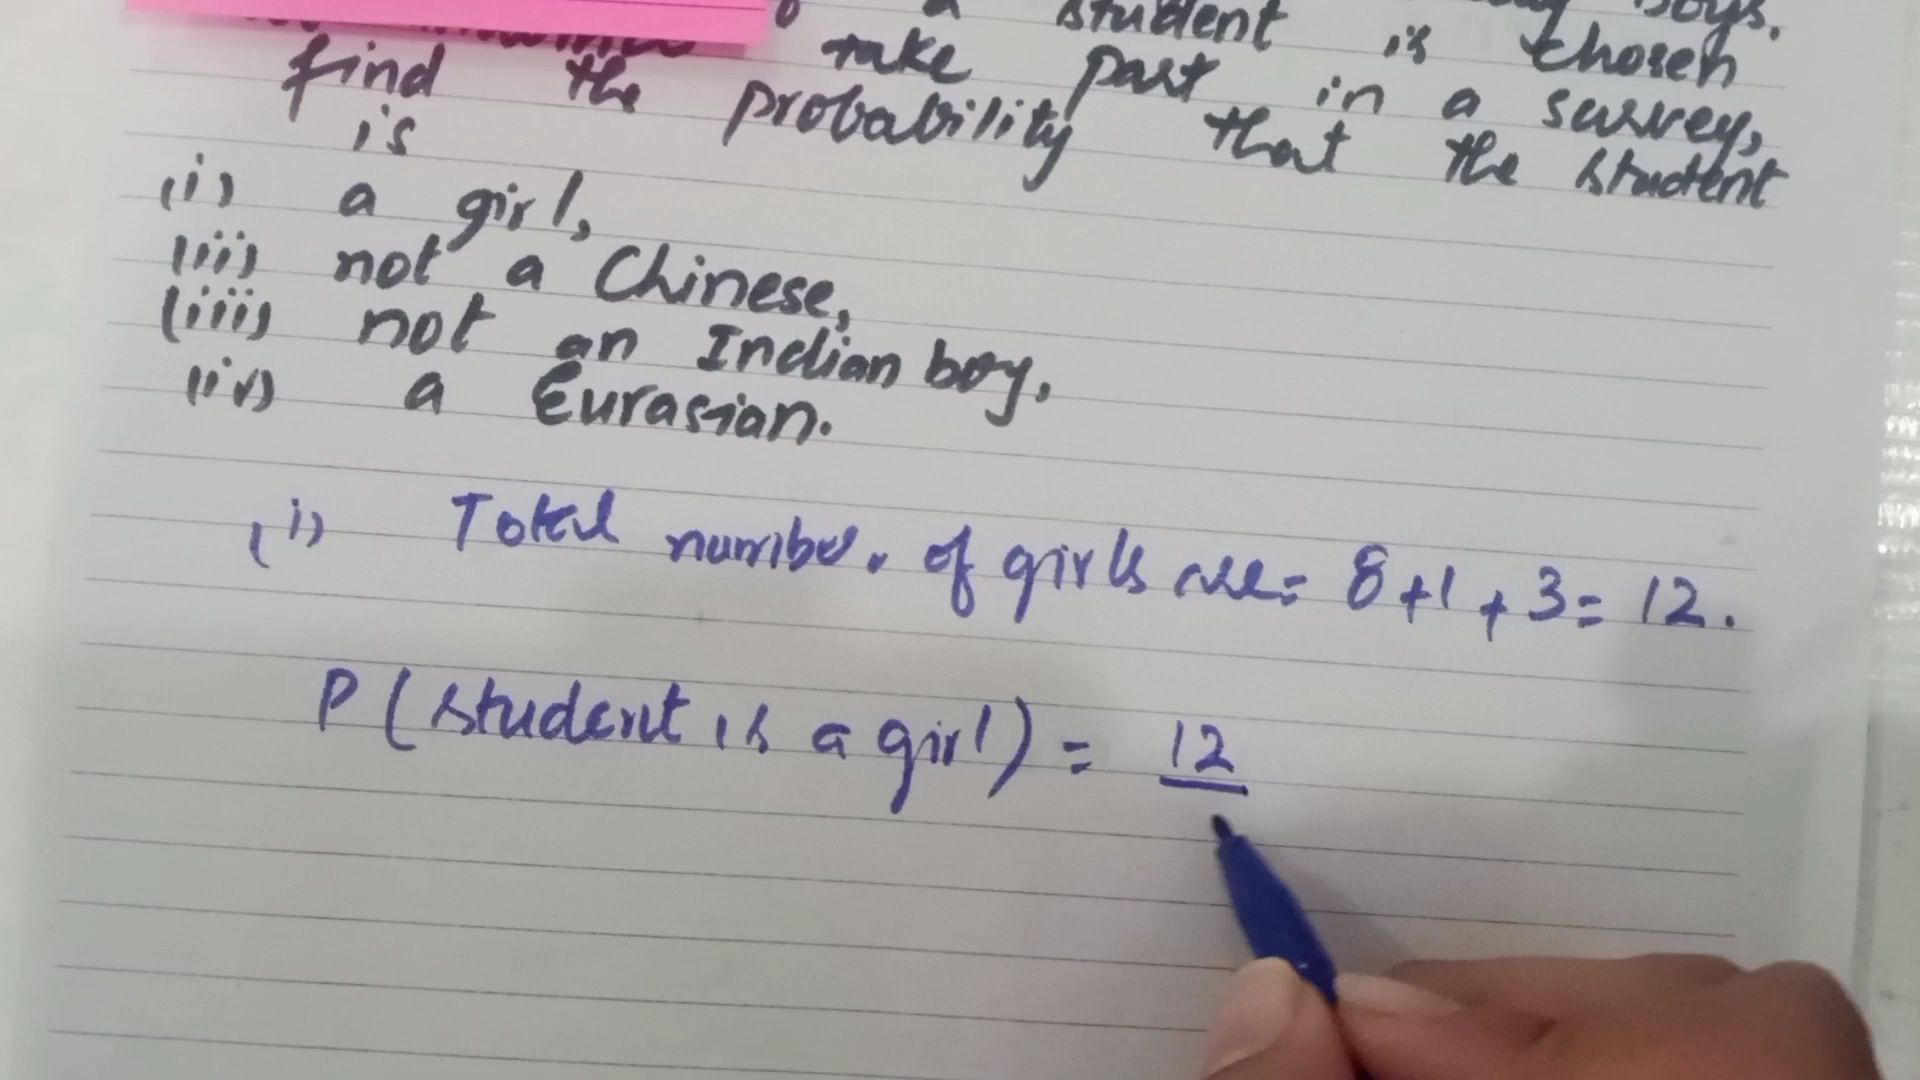 a student is chosen
take part in a survey,
find the probability that the student
is
(i) a girl,
(ii) not a Chinese,
(iii) not an Indian boy,
(iv) a Eurasian.
(i) Total number. of girls are = 8+1+3 = 12.
P(student is a girl) = 12